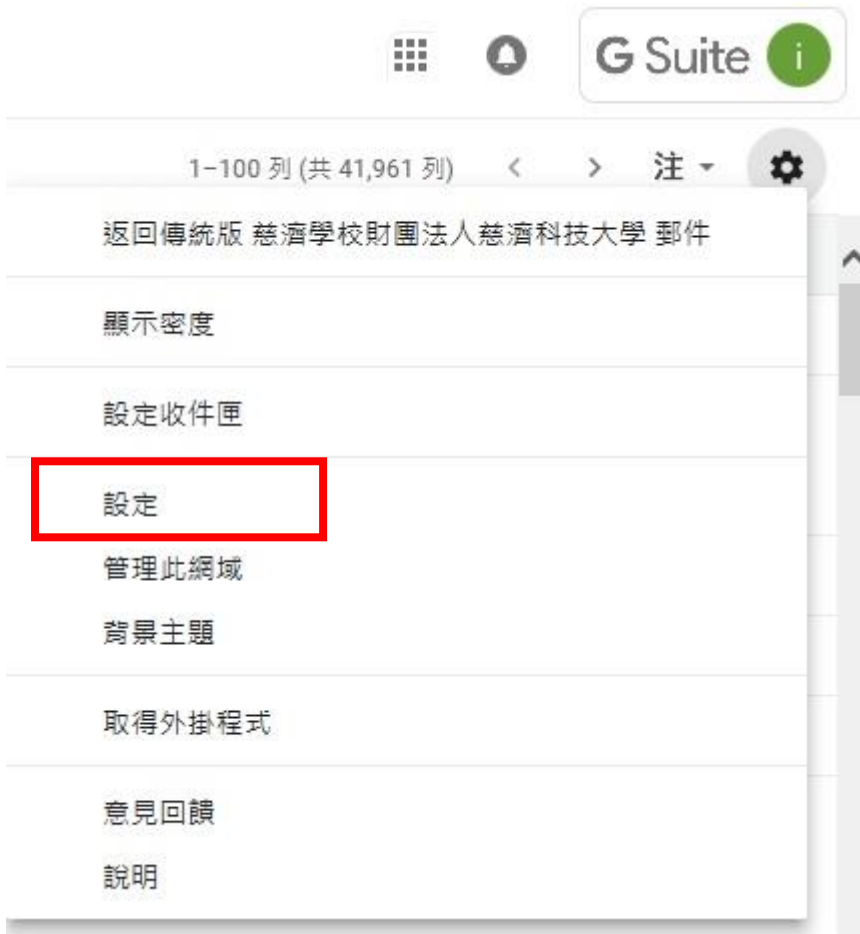 G Suite i
1-100 列 (共 41,961 列) < > 注
返回傳統版 慈濟學校財團法人慈濟科技大學 郵件
顯示密度
設定收件匣
設定
管理此網域
背景主題
取得外掛程式
意見回饋
說明